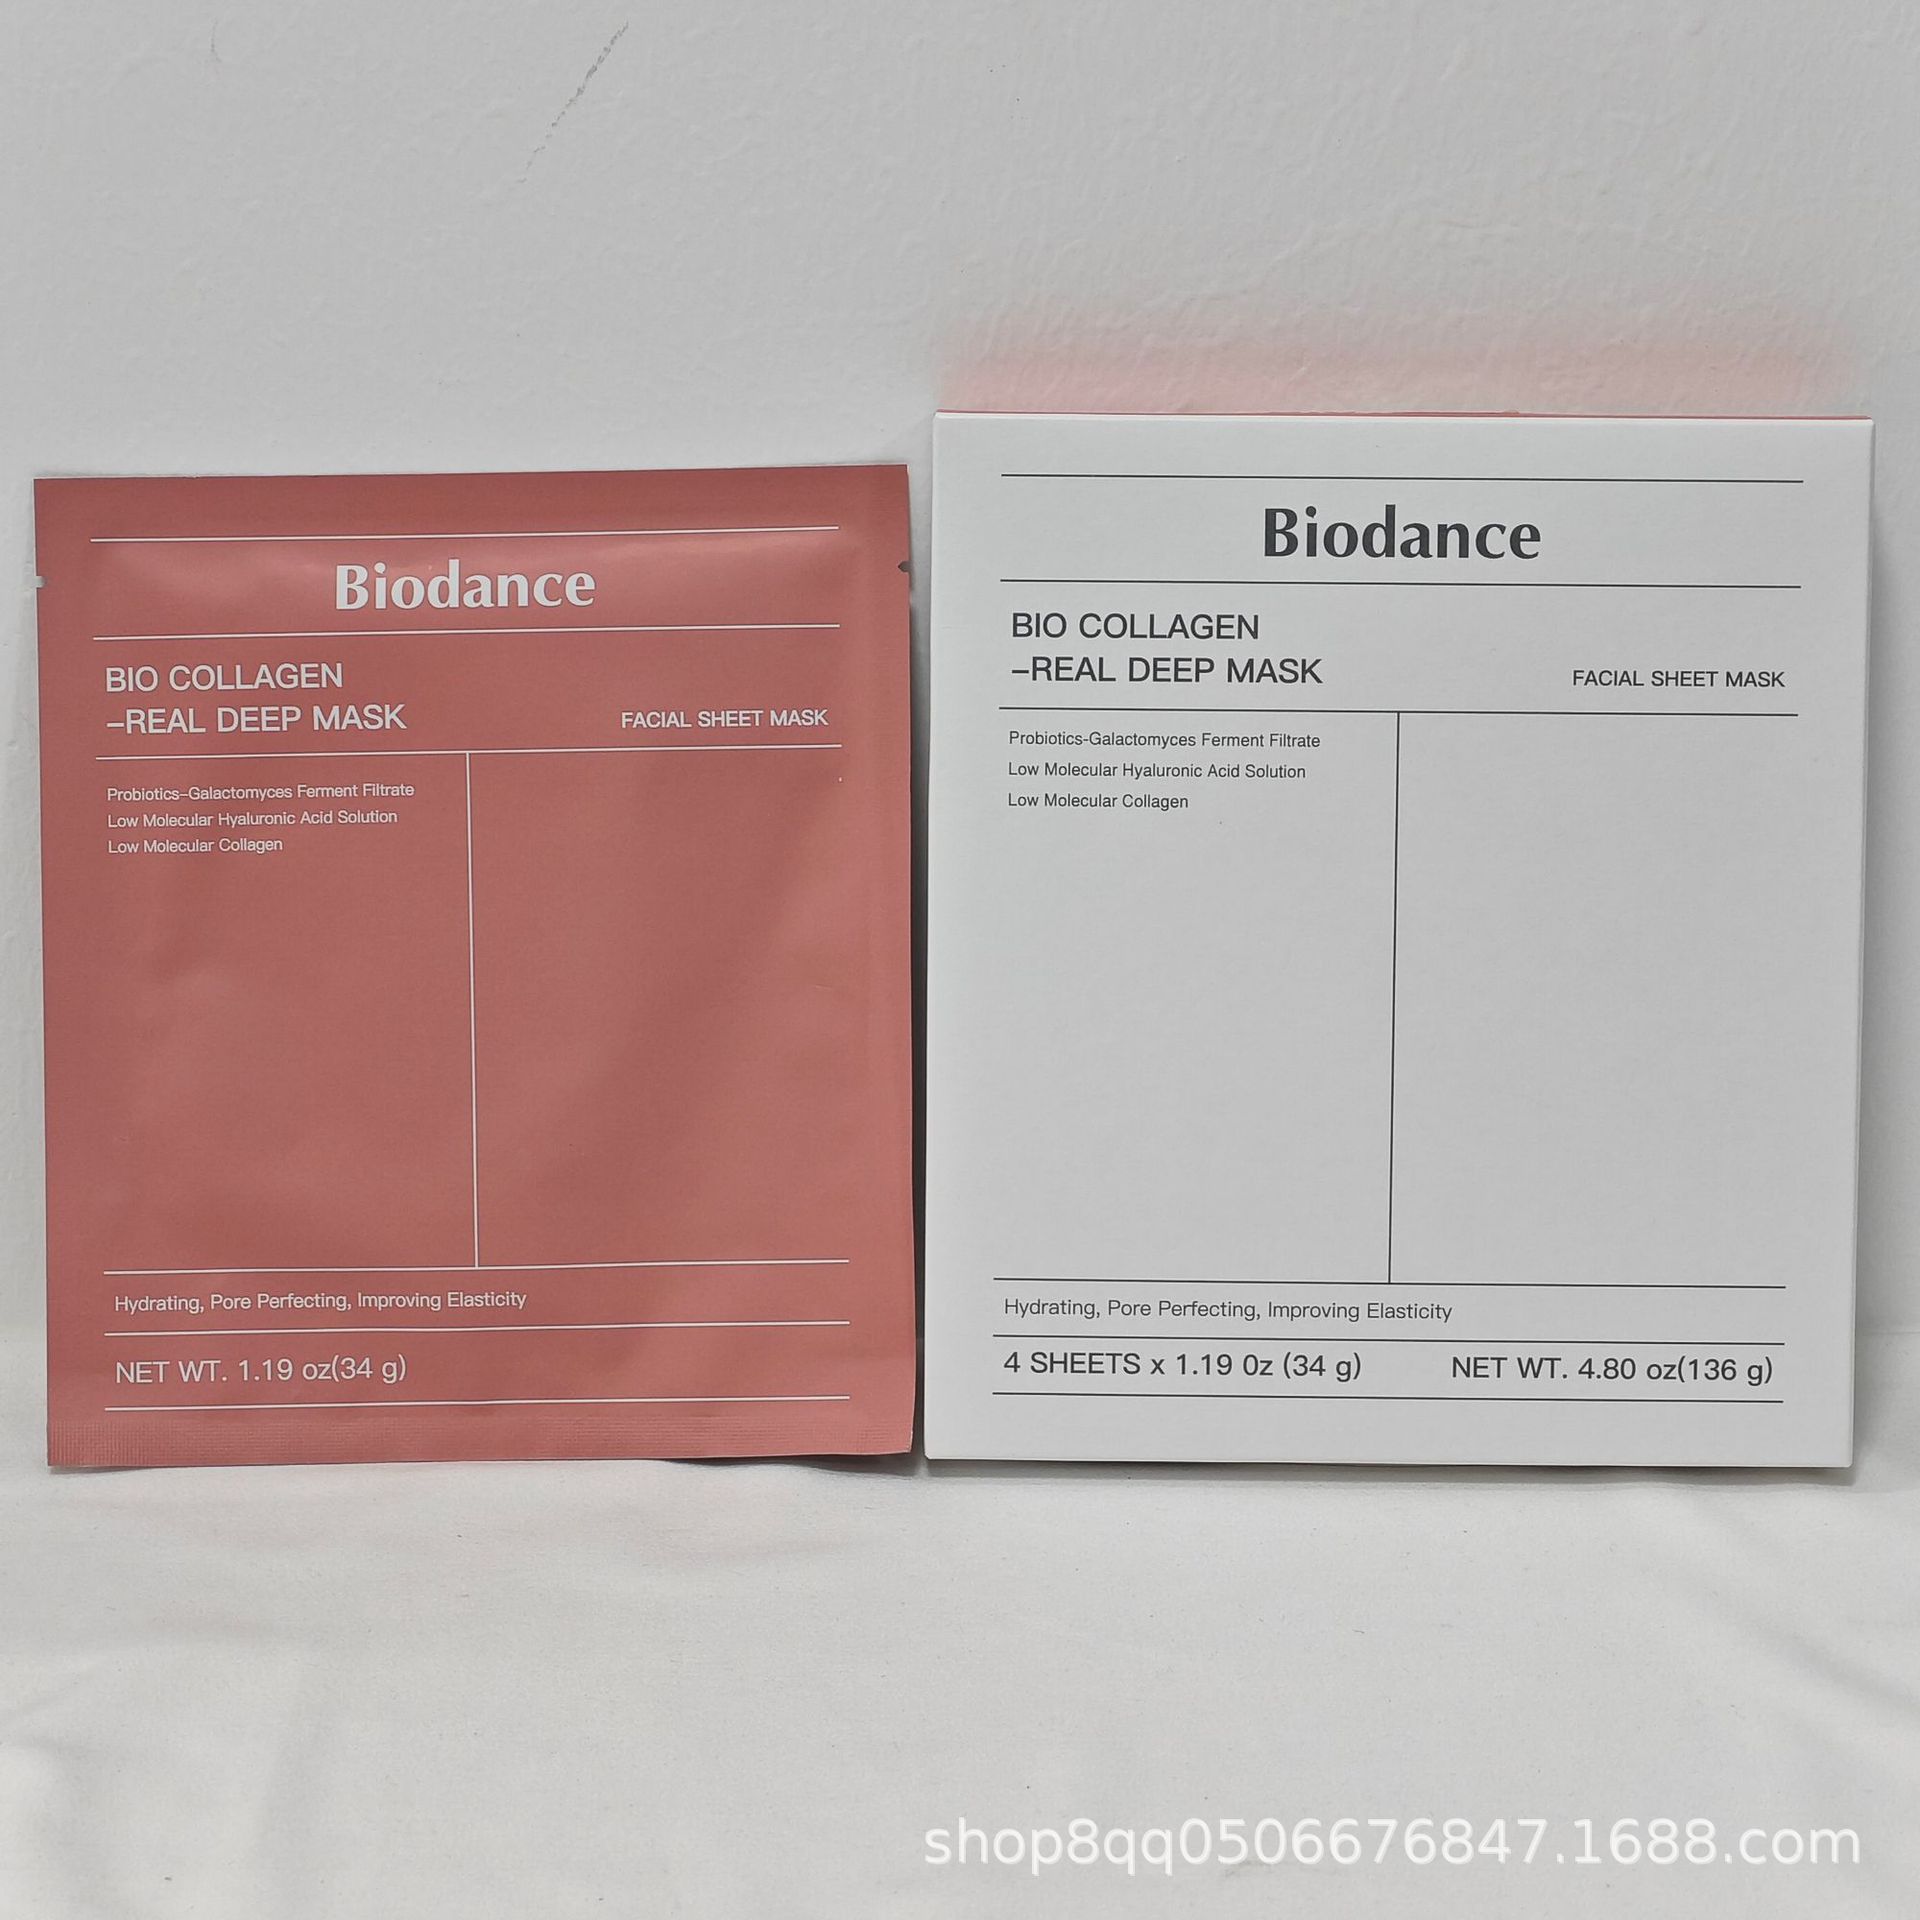 Biodance
BIO COLLAGEN
–REAL DEEP MASK
FACIAL SHEET MASK
Probiotics–Galactomyces Ferment Filtrate
Low Molecular Hyaluronic Acid Solution
Low Molecular Collagen
Hydrating, Pore Perfecting, Improving Elasticity
NET WT. 1.19 oz(34 g)
Biodance
BIO COLLAGEN
–REAL DEEP MASK
FACIAL SHEET MASK
Probiotics-Galactomyces Ferment Filtrate
Low Molecular Hyaluronic Acid Solution
Low Molecular Collagen
Hydrating, Pore Perfecting, Improving Elasticity
4 SHEETS x 1.19 0z (34 g)
NET WT. 4.80 oz(136 g)
shop8qq0506676847.1688.com